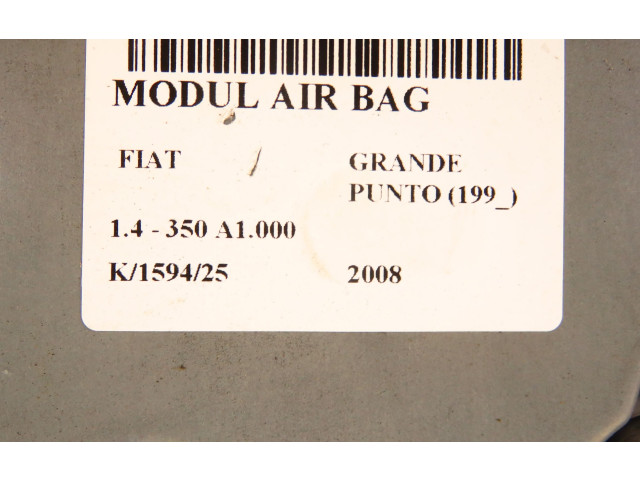 MODUL AIR BAG
FIAT / GRANDE
PUNTO (199_)
1.4 - 350 A1.000
K/1594/25 2008